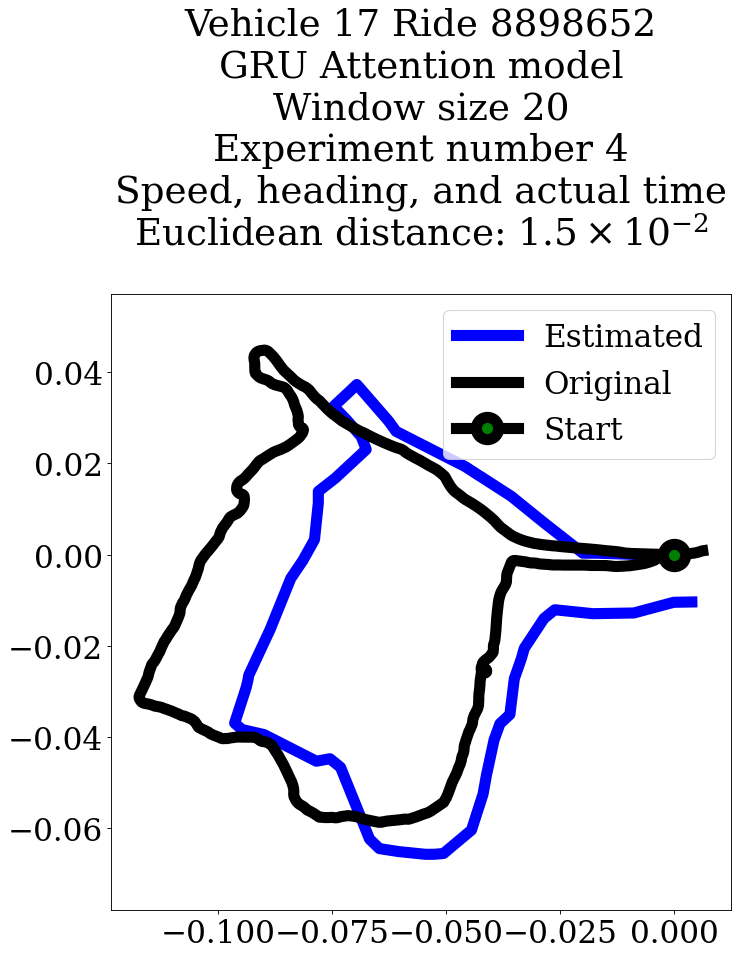 Vehicle 17 Ride 8898652
GRU Attention model
Window size 20
Experiment number 4
Speed, heading, and actual time
Euclidean distance: 1.5 × 10⁻²
Estimated
Original
Start
0.04
0.02
0.00
−0.02
−0.04
−0.06
−0.100 −0.075 −0.050 −0.025 0.000